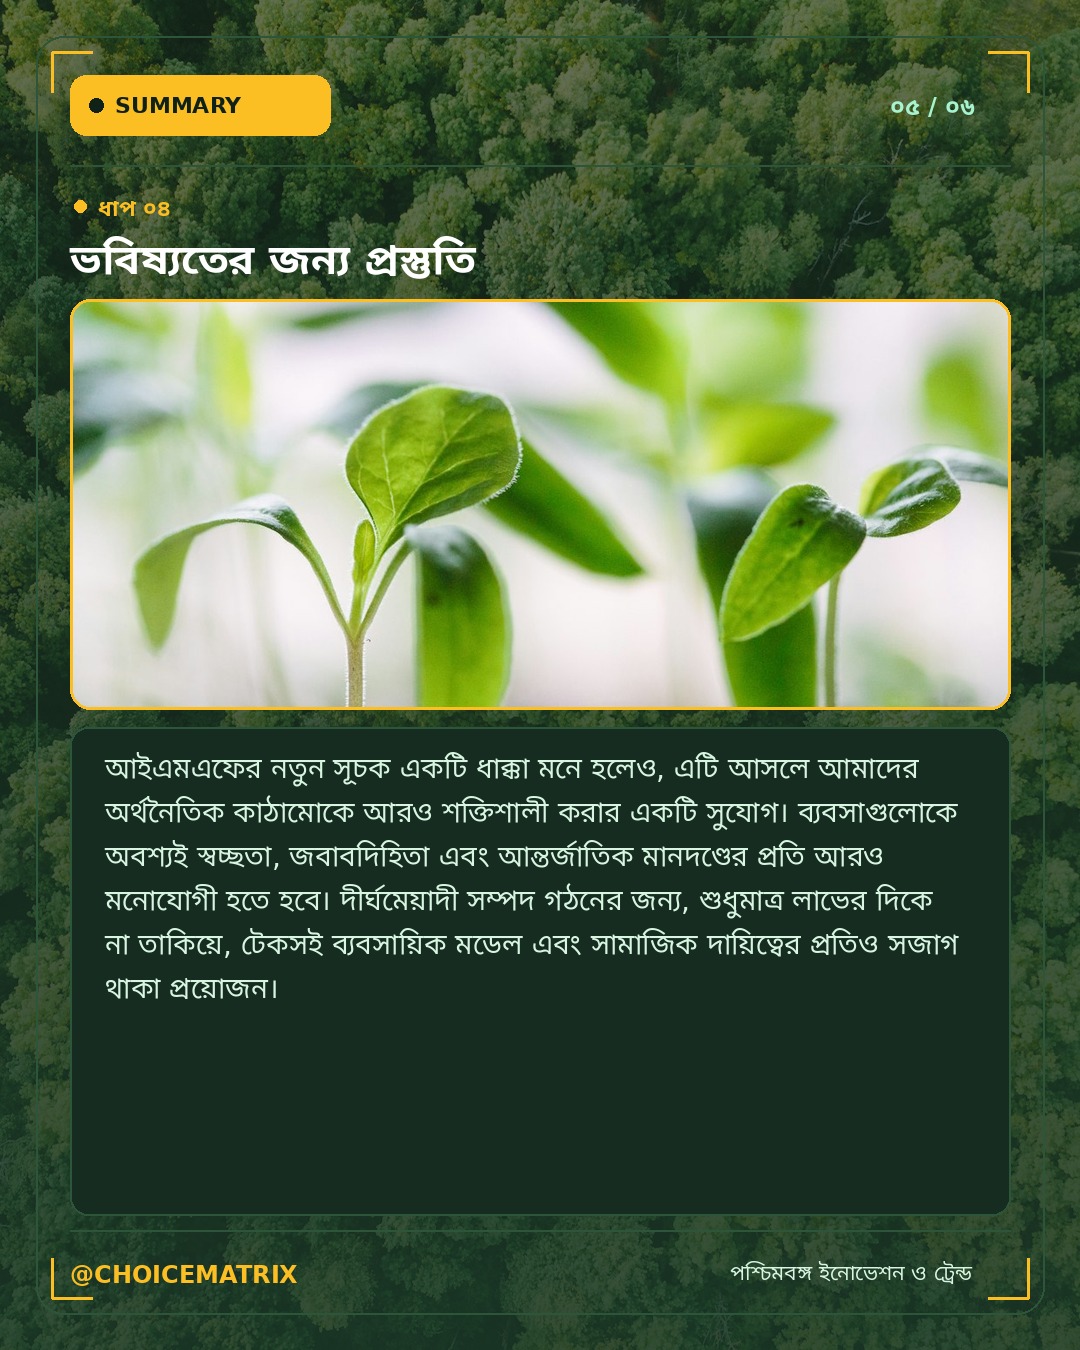 SUMMARY
০৫ / ০৬
ধাপ ০৪
ভবিষ্যতের জন্য প্রস্তুতি
আইএমএফের নতুন সূচক একটি ধাক্কা মনে হলেও, এটি আসলে আমাদের
অর্থনৈতিক কাঠামোকে আরও শক্তিশালী করার একটি সুযোগ। ব্যবসাগুলোকে
অবশ্যই স্বচ্ছতা, জবাবদিহিতা এবং আন্তর্জাতিক মানদণ্ডের প্রতি আরও
মনোযোগী হতে হবে। দীর্ঘমেয়াদী সম্পদ গঠনের জন্য, শুধুমাত্র লাভের দিকে
না তাকিয়ে, টেকসই ব্যবসায়িক মডেল এবং সামাজিক দায়িত্বের প্রতিও সজাগ
থাকা প্রয়োজন।
@CHOICEMATRIX
পশ্চিমবঙ্গ ইনোভেশন ও ট্রেন্ড